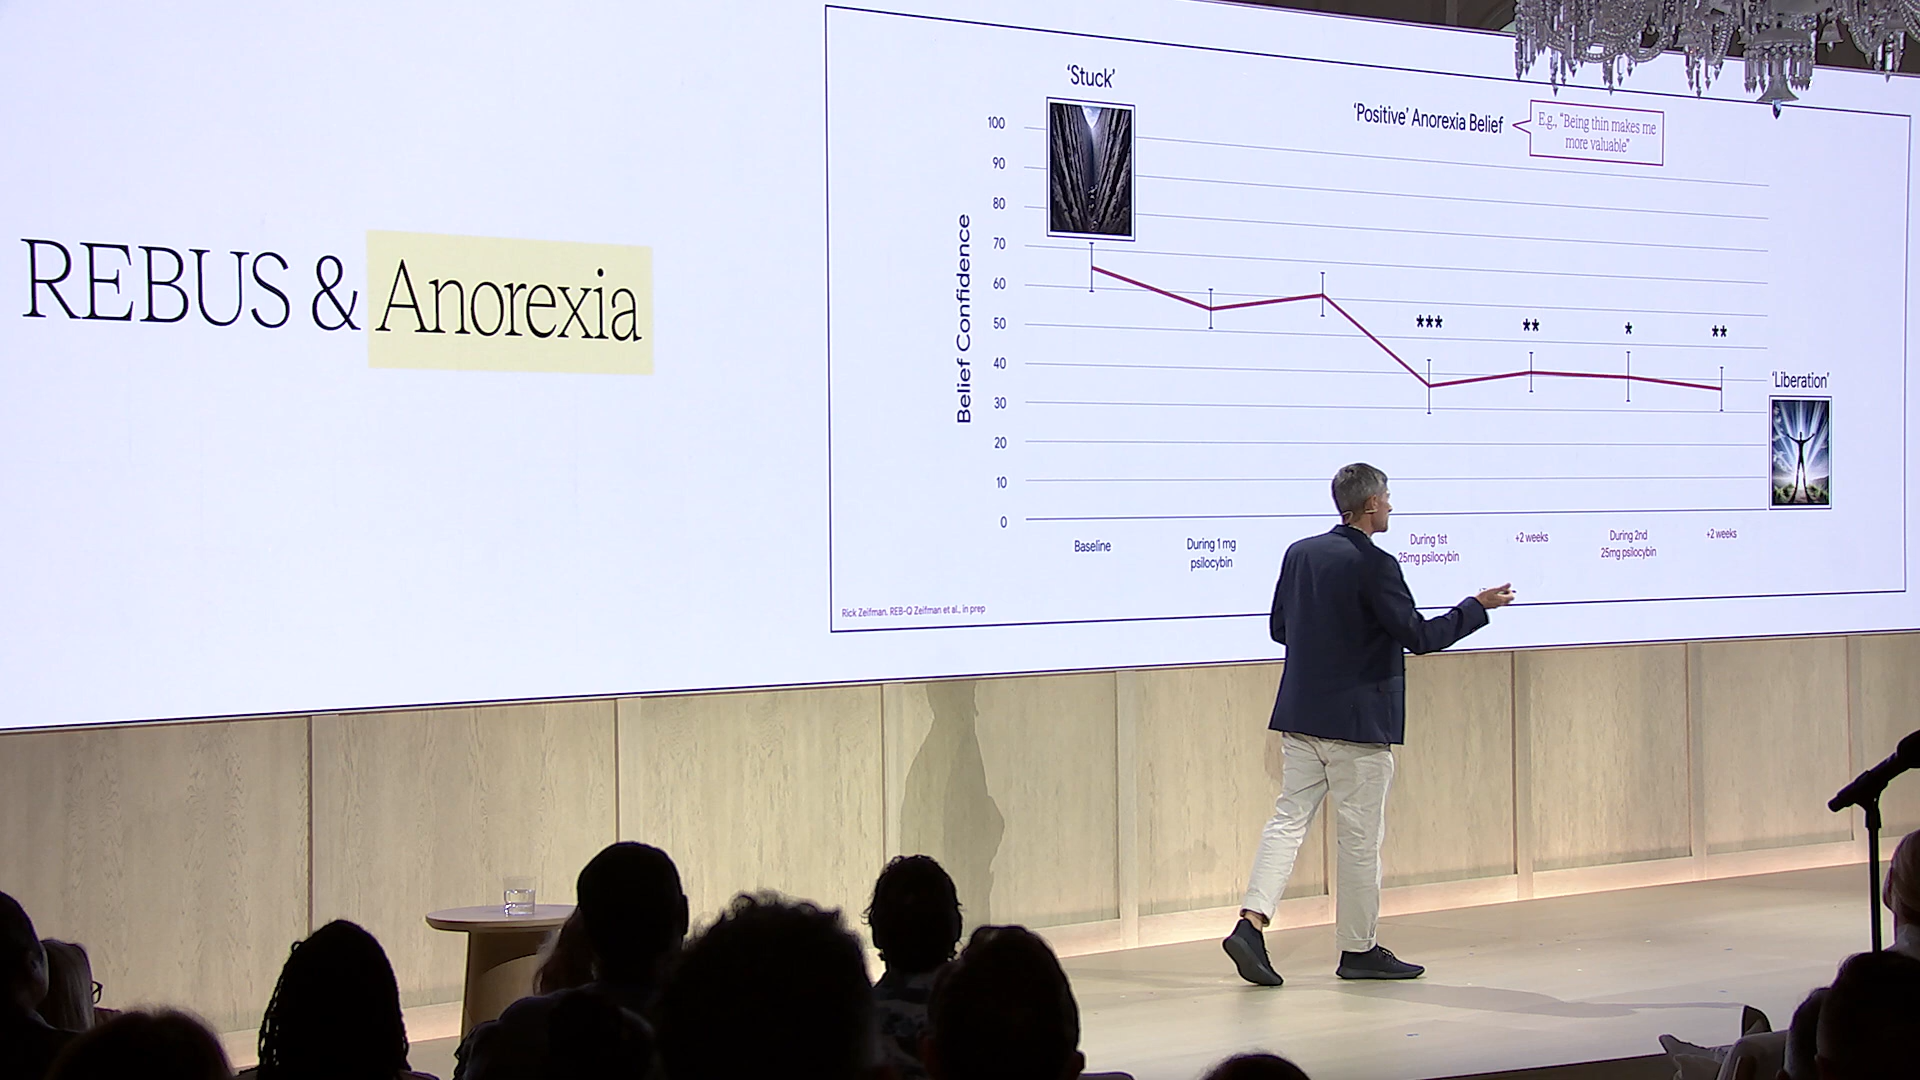 REBUS & Anorexia
'Stuck'
'Positive' Anorexia Belief
E.g., "Being thin makes me
more valuable"
Belief Confidence
100
90
80
70
60
50
40
30
20
10
0
***
**
*
**
'Liberation'
Baseline
During 1 mg
psilocybin
During 1st
25mg psilocybin
+2 weeks
During 2nd
25mg psilocybin
+2 weeks
Rick Zeifman. REB-Q Zeifman et al., in prep